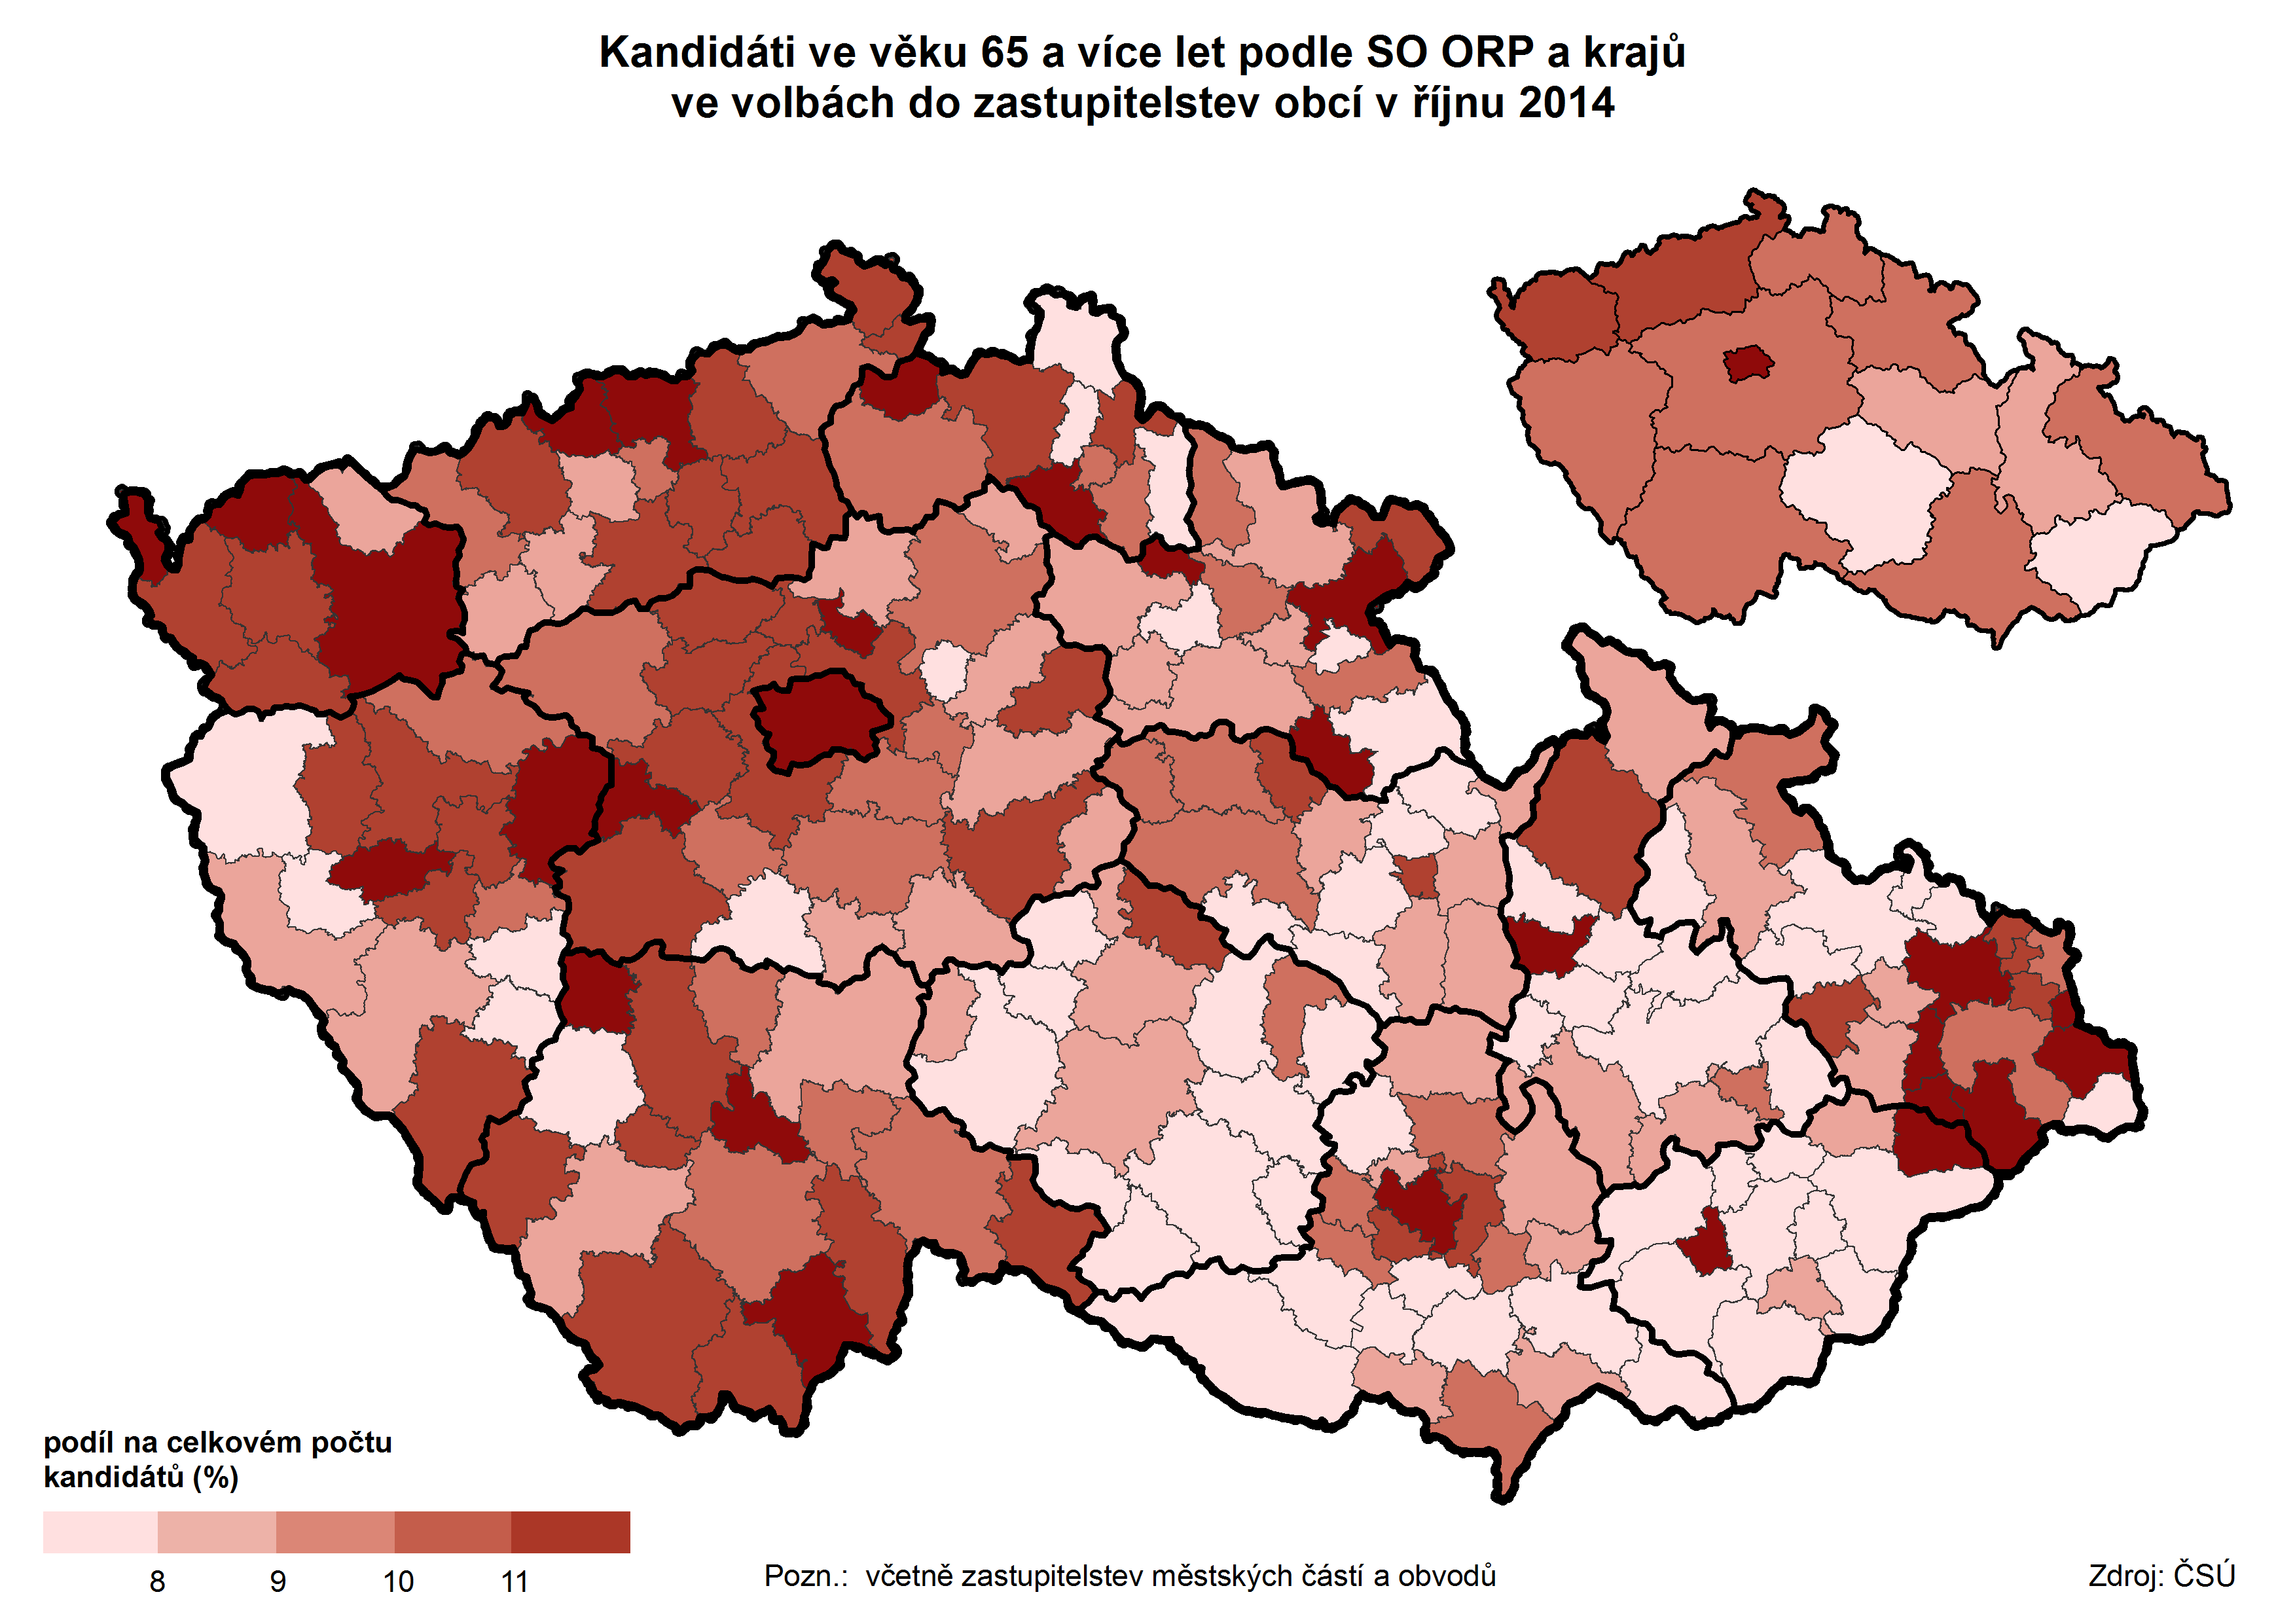 Kandidáti ve věku 65 a více let podle SO ORP a krajů
ve volbách do zastupitelstev obcí v říjnu 2014
podíl na celkovém počtu
kandidátů (%)
8 9 10 11
Pozn.: včetně zastupitelstev městských částí a obvodů
Zdroj: ČSÚ